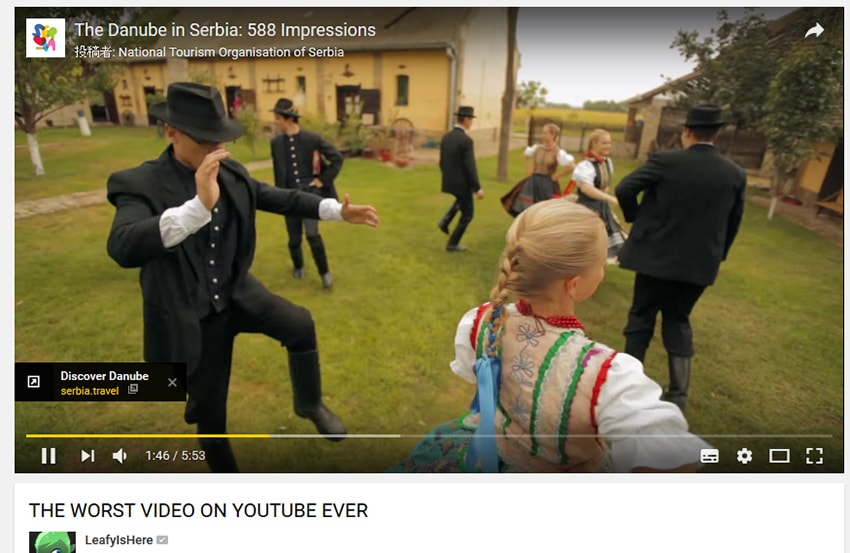 The Danube in Serbia: 588 Impressions
投稿者: National Tourism Organisation of Serbia
Discover Danube
serbia.travel
1:46 / 5:53
THE WORST VIDEO ON YOUTUBE EVER
LeafyIsHere